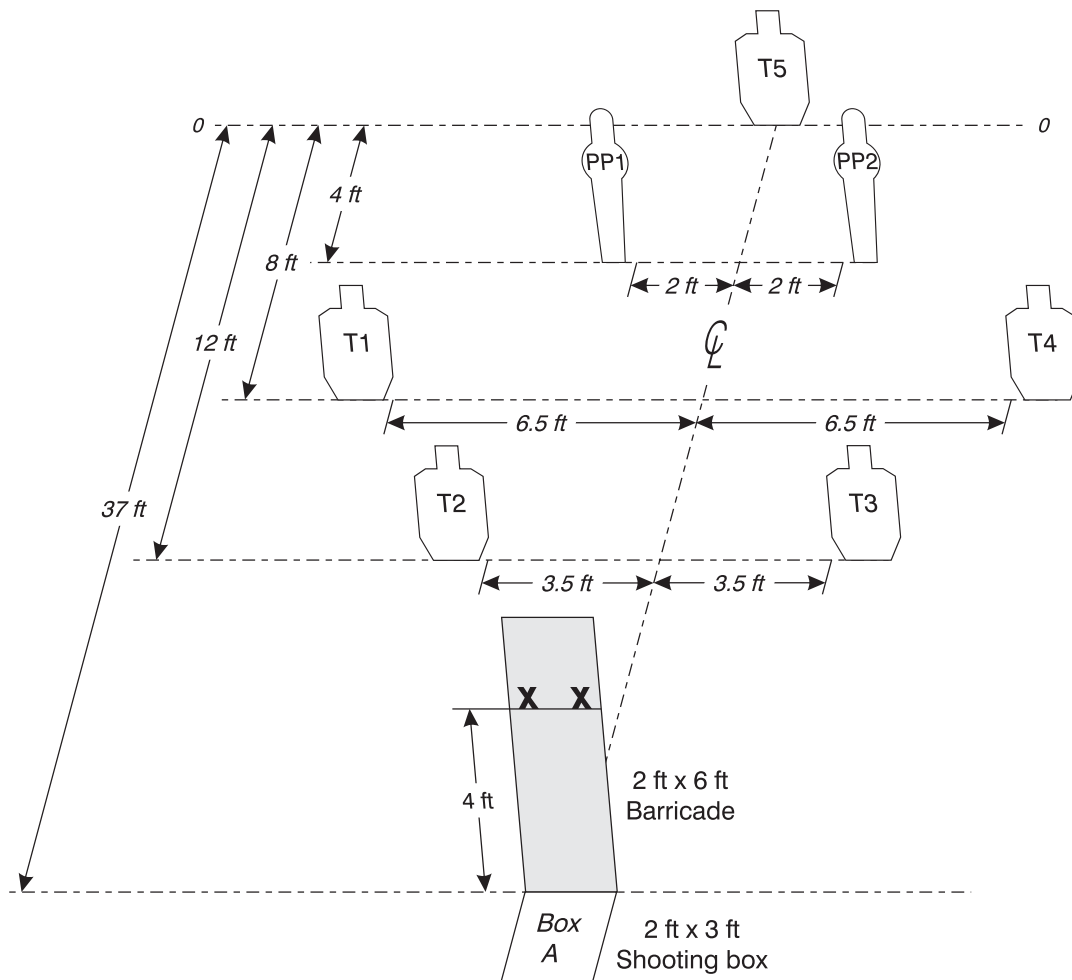 T5
0
0
PP1
PP2
4 ft
8 ft
2 ft
2 ft
12 ft
T1
℄
T4
6.5 ft
6.5 ft
37 ft
T2
T3
3.5 ft
3.5 ft
X X
4 ft
2 ft x 6 ft
Barricade
Box
A
2 ft x 3 ft
Shooting box